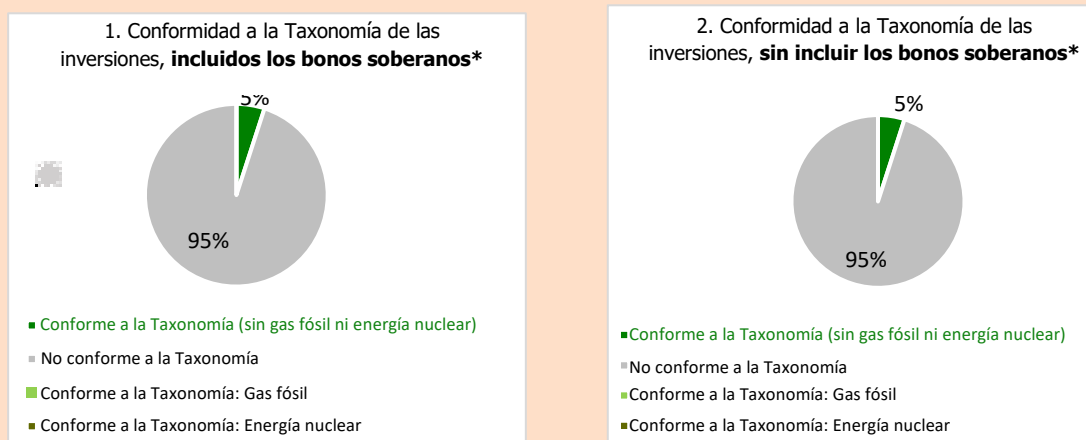 1. Conformidad a la Taxonomía de las
inversiones, incluidos los bonos soberanos*
5%
95%
Conforme a la Taxonomía (sin gas fósil ni energía nuclear)
No conforme a la Taxonomía
Conforme a la Taxonomía: Gas fósil
Conforme a la Taxonomía: Energía nuclear
2. Conformidad a la Taxonomía de las
inversiones, sin incluir los bonos soberanos*
5%
95%
Conforme a la Taxonomía (sin gas fósil ni energía nuclear)
No conforme a la Taxonomía
Conforme a la Taxonomía: Gas fósil
Conforme a la Taxonomía: Energía nuclear